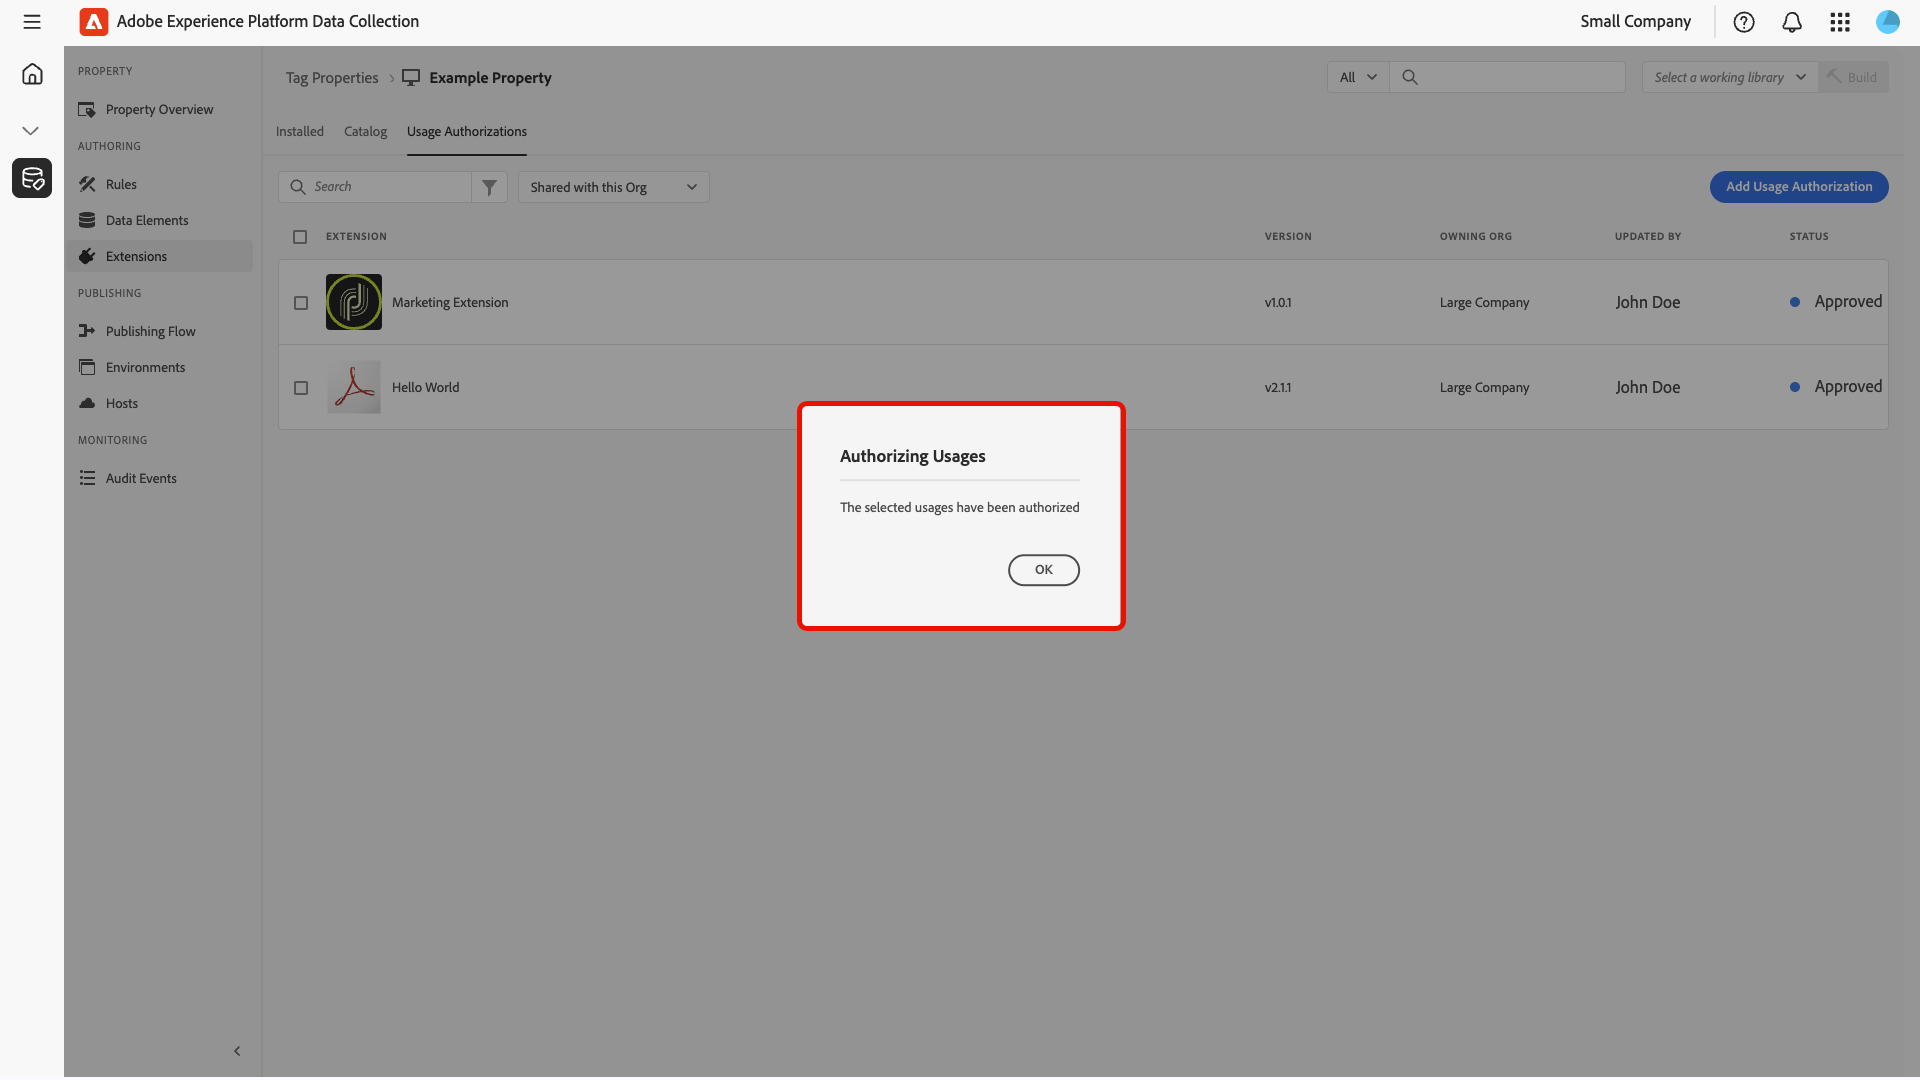 Adobe Experience Platform Data Collection
Small Company
PROPERTY
Property Overview
AUTHORING
Rules
Data Elements
Extensions
PUBLISHING
Publishing Flow
Environments
Hosts
MONITORING
Audit Events
Tag Properties › Example Property
All
Select a working library
Build
Installed Catalog Usage Authorizations
Search
Shared with this Org
Add Usage Authorization
EXTENSION VERSION OWNING ORG UPDATED BY STATUS
Marketing Extension v1.0.1 Large Company John Doe Approved
Hello World v2.1.1 Large Company John Doe Approved
Authorizing Usages
The selected usages have been authorized
OK